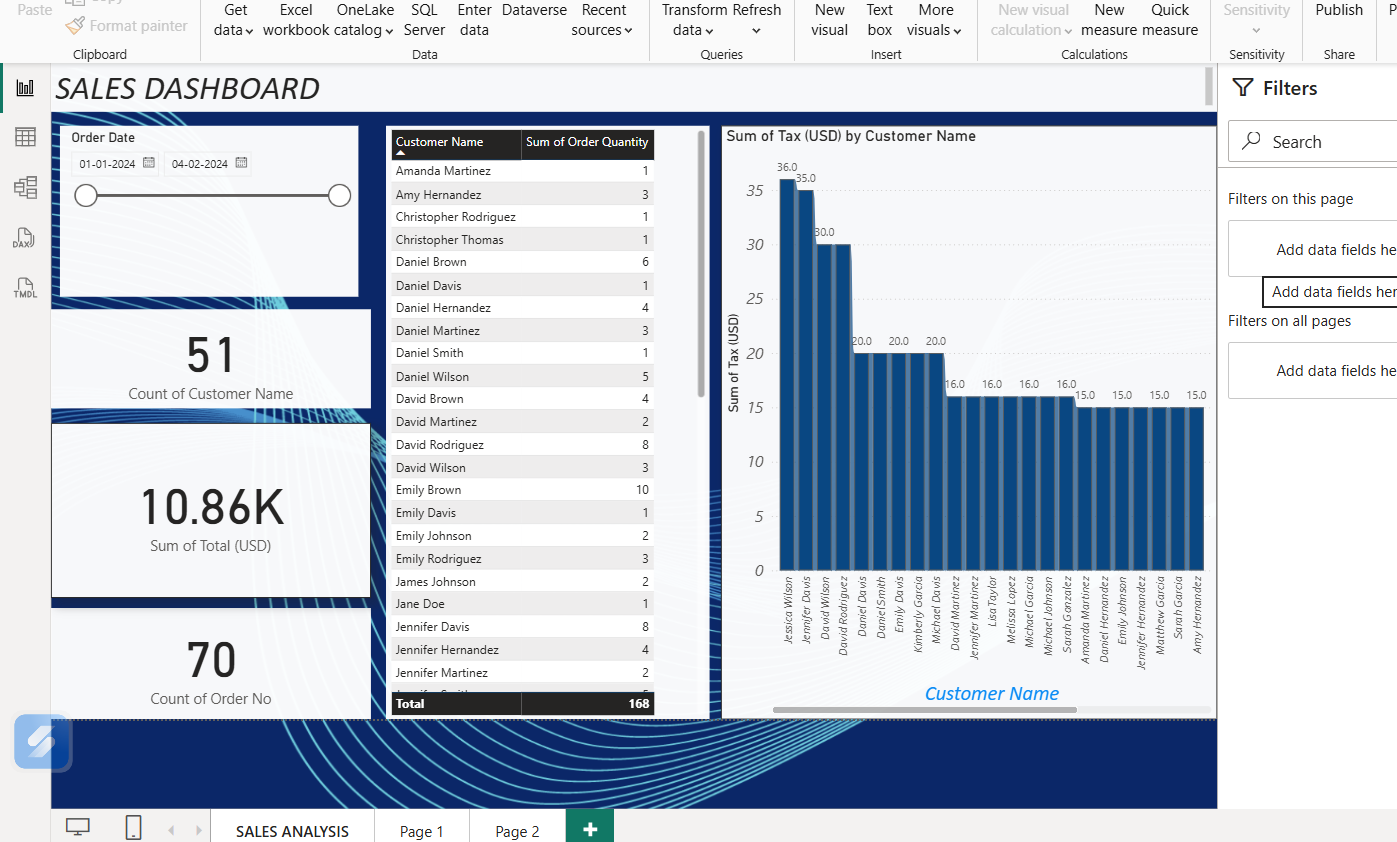 Paste
Copy
Format painter
Clipboard
Get data
Excel workbook
OneLake catalog
SQL Server
Enter data
Dataverse
Recent sources
Data
Transform data
Refresh
Queries
New visual
Text box
More visuals
Insert
New visual calculation
New measure
Quick measure
Calculations
Sensitivity
Sensitivity
Publish
Share
P
DAX
TMDL
SALES DASHBOARD
Order Date
01-01-2024
04-02-2024
51
Count of Customer Name
10.86K
Sum of Total (USD)
70
Count of Order No
Customer Name Sum of Order Quantity
Amanda Martinez 1
Amy Hernandez 3
Christopher Rodriguez 1
Christopher Thomas 1
Daniel Brown 6
Daniel Davis 1
Daniel Hernandez 4
Daniel Martinez 3
Daniel Smith 1
Daniel Wilson 5
David Brown 4
David Martinez 2
David Rodriguez 8
David Wilson 3
Emily Brown 10
Emily Davis 1
Emily Johnson 2
Emily Rodriguez 3
James Johnson 2
Jane Doe 1
Jennifer Davis 8
Jennifer Hernandez 4
Jennifer Martinez 2
Total 168
Sum of Tax (USD) by Customer Name
Sum of Tax (USD)
35
30
25
20
15
10
5
0
36.0
35.0
30.0
20.0
20.0
20.0
16.0
16.0
16.0
16.0
15.0
15.0
15.0
15.0
Jessica Wilson
Jennifer Davis
David Wilson
David Rodriguez
Daniel Davis
Daniel Smith
Emily Davis
Kimberly Garcia
Michael Davis
David Martinez
Jennifer Martinez
Lisa Taylor
Melissa Lopez
Michael Garcia
Michael Johnson
Sarah Gonzalez
Amanda Martinez
Daniel Hernandez
Emily Johnson
Jennifer Hernandez
Matthew Garcia
Sarah Garcia
Amy Hernandez
Customer Name
Filters
Search
Filters on this page
Add data fields he
Add data fields her
Filters on all pages
Add data fields he
SALES ANALYSIS
Page 1
Page 2